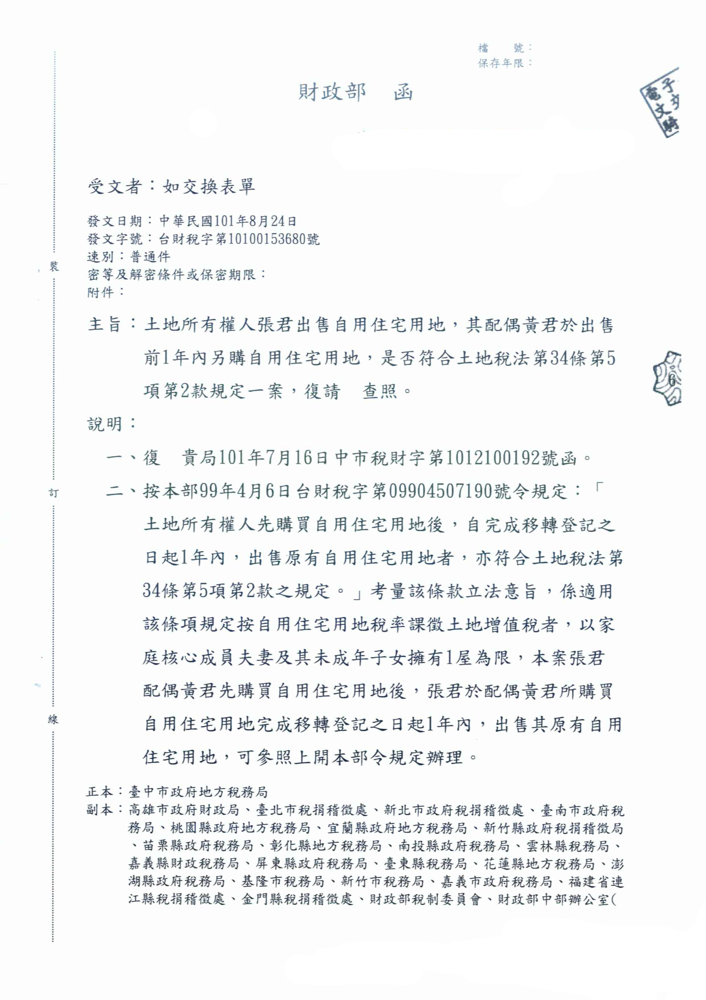 檔　　號：
保存年限：
財政部　函
電子
文
騎
受文者：如交換表單
發文日期：中華民國101年8月24日
發文字號：台財稅字第10100153680號
速別：普通件
密等及解密條件或保密期限：
附件：
主旨：土地所有權人張君出售自用住宅用地，其配偶黃君於出售
前1年內另購自用住宅用地，是否符合土地稅法第34條第5
項第2款規定一案，復請　查照。
6
說明：
一、復　貴局101年7月16日中市稅財字第1012100192號函。
二、按本部99年4月6日台財稅字第09904507190號令規定：「
土地所有權人先購買自用住宅用地後，自完成移轉登記之
日起1年內，出售原有自用住宅用地者，亦符合土地稅法第
34條第5項第2款之規定。」考量該條款立法意旨，係適用
該條項規定按自用住宅用地稅率課徵土地增值稅者，以家
庭核心成員夫妻及其未成年子女擁有1屋為限，本案張君
配偶黃君先購買自用住宅用地後，張君於配偶黃君所購買
自用住宅用地完成移轉登記之日起1年內，出售其原有自用
住宅用地，可參照上開本部令規定辦理。
正本：臺中市政府地方稅務局
副本：高雄市政府財政局、臺北市稅捐稽徵處、新北市政府稅捐稽徵處、臺南市政府稅
務局、桃園縣政府地方稅務局、宜蘭縣政府地方稅務局、新竹縣政府稅捐稽徵局
、苗栗縣政府稅務局、彰化縣地方稅務局、南投縣政府稅務局、雲林縣稅務局、
嘉義縣財政稅務局、屏東縣政府稅務局、臺東縣稅務局、花蓮縣地方稅務局、澎
湖縣政府稅務局、基隆市稅務局、新竹市稅務局、嘉義市政府稅務局、福建省連
江縣稅捐稽徵處、金門縣稅捐稽徵處、財政部稅制委員會、財政部中部辦公室(
裝
訂
線